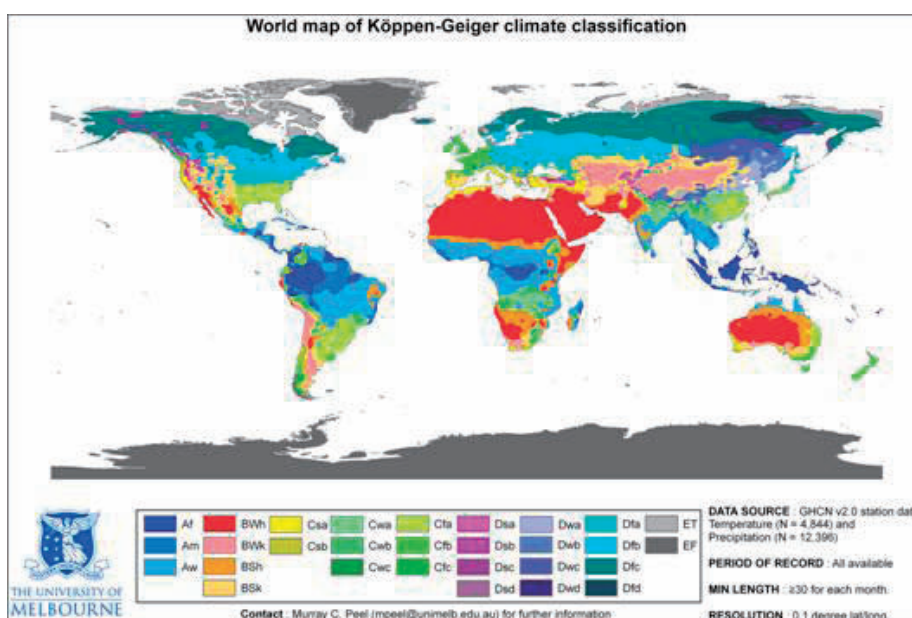 World map of Köppen-Geiger climate classification
Af
BWh
Csa
Cwa
Cfa
Dsa
Dwa
Dfa
ET
Am
BWk
Csb
Cwb
Cfb
Dsb
Dwb
Dfb
EF
Aw
BSh
Cwc
Cfc
Dsc
Dwc
Dfc
BSk
Dsd
Dwd
Dfd
DATA SOURCE : GHCN v2.0 station dat
Temperature (N = 4,844) and
Precipitation (N = 12,396)
PERIOD OF RECORD : All available
MIN LENGTH : ≥30 for each month.
RESOLUTION : 0.1 degree lat/long
THE UNIVERSITY OF
MELBOURNE
Contact : Murray C. Peel (mpeel@unimelb.edu.au) for further information